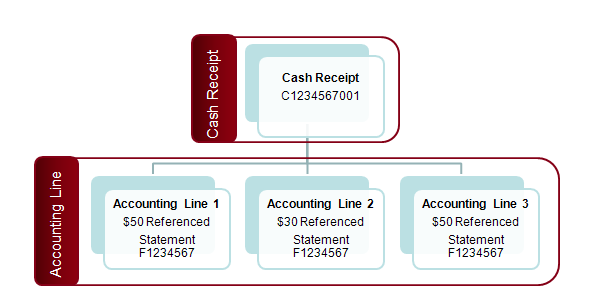 Cash Receipt
Cash Receipt
C1234567001
Accounting Line
Accounting Line 1
$50 Referenced
Statement
F1234567
Accounting Line 2
$30 Referenced
Statement
F1234567
Accounting Line 3
$50 Referenced
Statement
F1234567